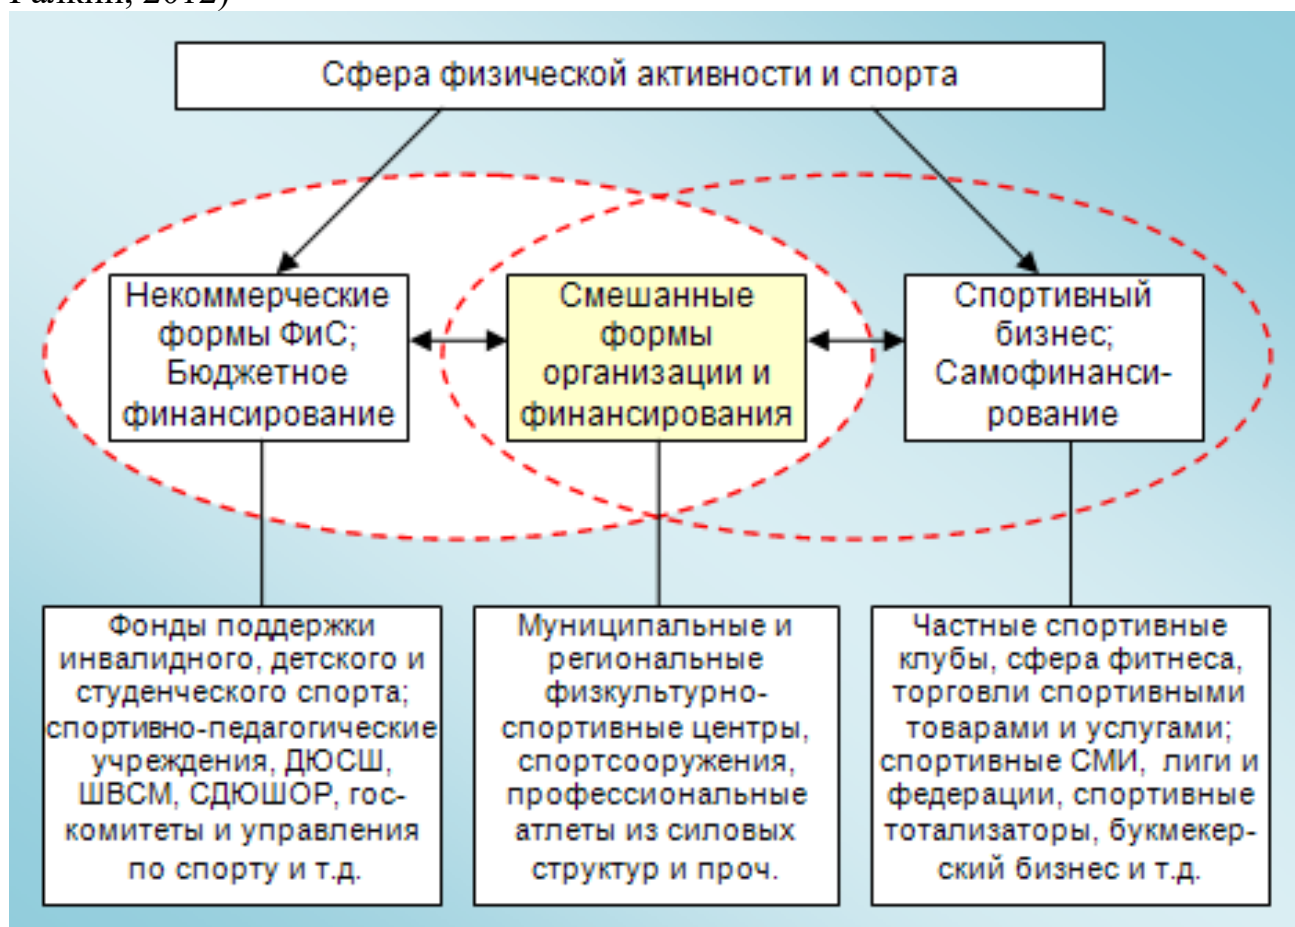 2012)
Сфера физической активности и спорта
Некоммерческие
формы ФиС;
Бюджетное
финансирование
Смешанные
формы
организации и
финансирования
Спортивный
бизнес;
Самофинанси-
рование
Фонды поддержки
инвалидного, детского и
студенческого спорта;
спортивно-педагогические
учреждения, ДЮСШ,
ШВСМ, СДЮШОР, гос-
комитеты и управления
по спорту и т.д.
Муниципальные и
региональные
физкультурно-
спортивные центры,
спортсооружения,
профессиональные
атлеты из силовых
структур и проч.
Частные спортивные
клубы, сфера фитнеса,
торговли спортивными
товарами и услугами;
спортивные СМИ, лиги и
федерации, спортивные
тотализаторы, букмекер-
ский бизнес и т.д.